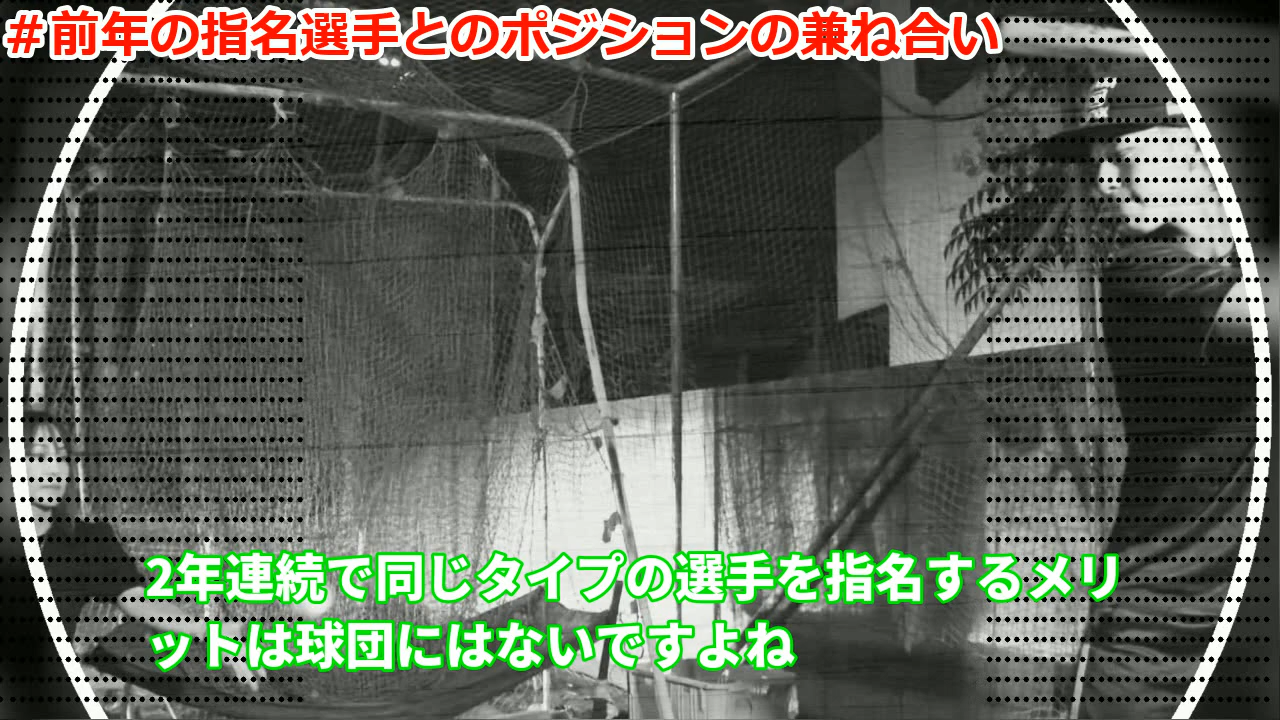 ＃前年の指名選手とのポジションの兼ね合い
2年連続で同じタイプの選手を指名するメリ
ットは球団にはないですよね